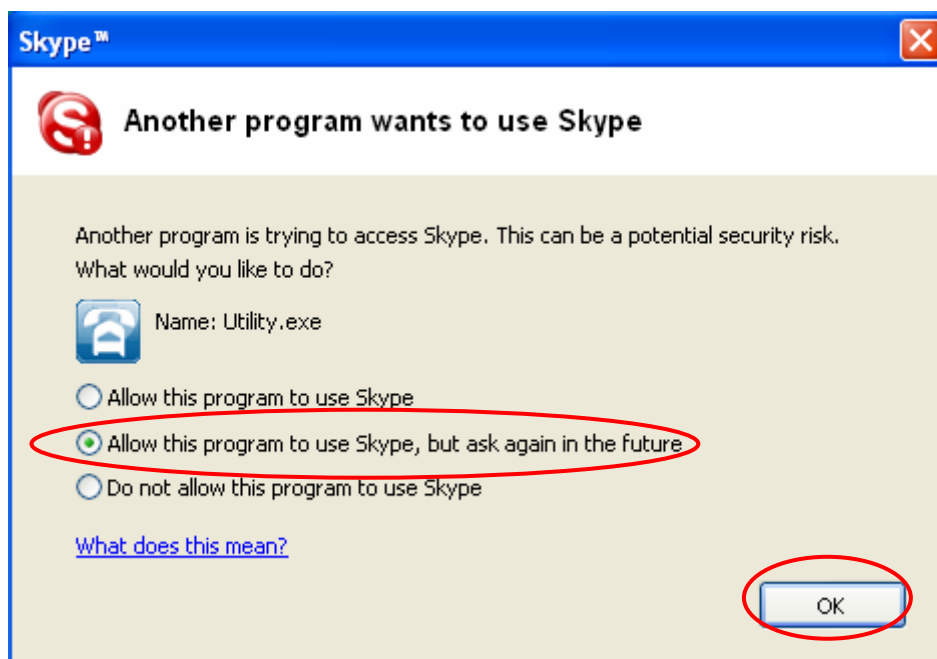 Skype™
Another program wants to use Skype
Another program is trying to access Skype. This can be a potential security risk.
What would you like to do?
Name: Utility.exe
Allow this program to use Skype
Allow this program to use Skype, but ask again in the future
Do not allow this program to use Skype
What does this mean?
OK